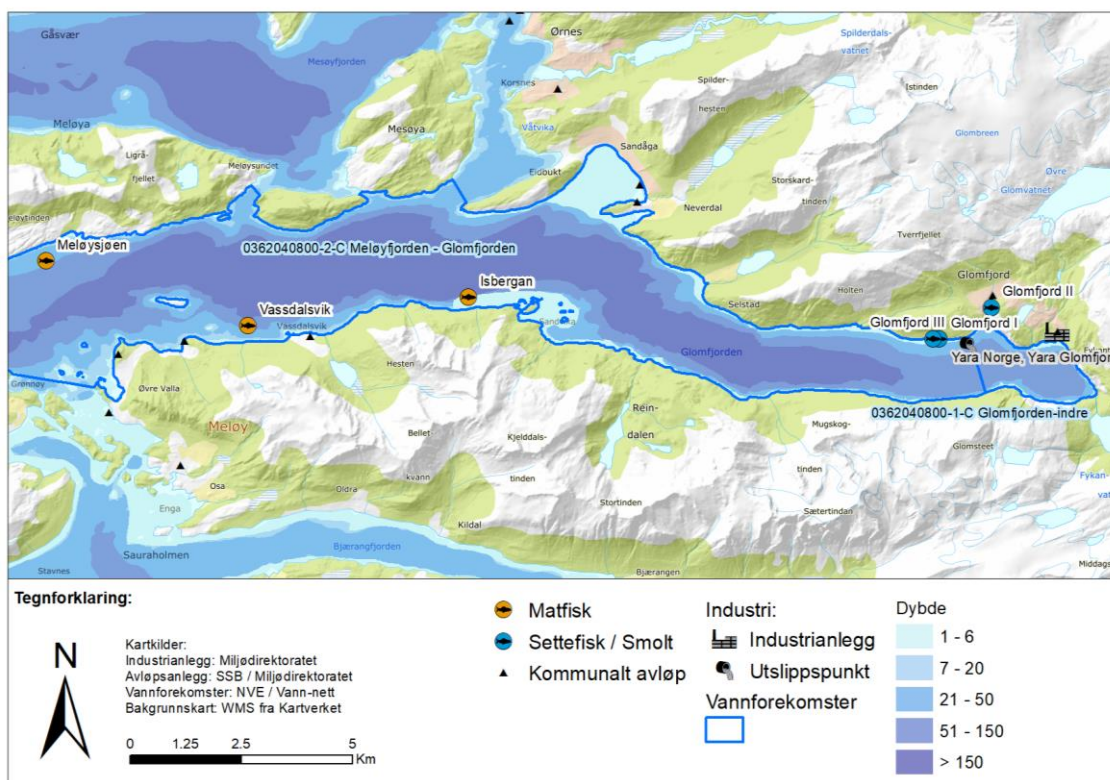 Gåsvær
Mesøyfjorden
Ørnes
Spilderdals-
vatnet
Korsnes
Spilder-
hesten
Istinden
Meløya
Mesøya
Våtvika
Glombreen
Ligrå-
fjellet
Meløysundet
Sandåga
Eidbukt
Storskard-
tinden
Øvre
Glomvatnet
Neverdal
Meløysjøen
0362040800-2-C Meløyfjorden - Glomfjorden
Tverrfjellet
Isbergan
Glomfjord
Holten
Glomfjord II
Vassdalsvik
Vassdalsvik
Selstad
Glomfjord III
Glomfjord I
Glomfjorden
Yara Norge, Yara Glomfjor
Hesten
Grønøy
Øvre Valla
0362040800-1-C Glomfjorden-indre
Meløy
Rein-
dalen
Bellet-
kvann
Kjelddals-
tinden
Mugskog-
tinden
Glomsteet
Fykan-
vat
Osa
Oldra
Enga
Stortinden
Sætertindan
Kildal
Sauraholmen
Bjærangfjorden
Stavnes
Bjærangen
Middags
Tegnforklaring:
N
Kartkilder:
Industrianlegg: Miljødirektoratet
Avløpsanlegg: SSB / Miljødirektoratet
Vannforekomster: NVE / Vann-nett
Bakgrunnskart: WMS fra Kartverket
0 1.25 2.5 5
Km
Matfisk
Settefisk / Smolt
Kommunalt avløp
Industri:
Industrianlegg
Utslippspunkt
Vannforekomster
Dybde
1 - 6
7 - 20
21 - 50
51 - 150
> 150